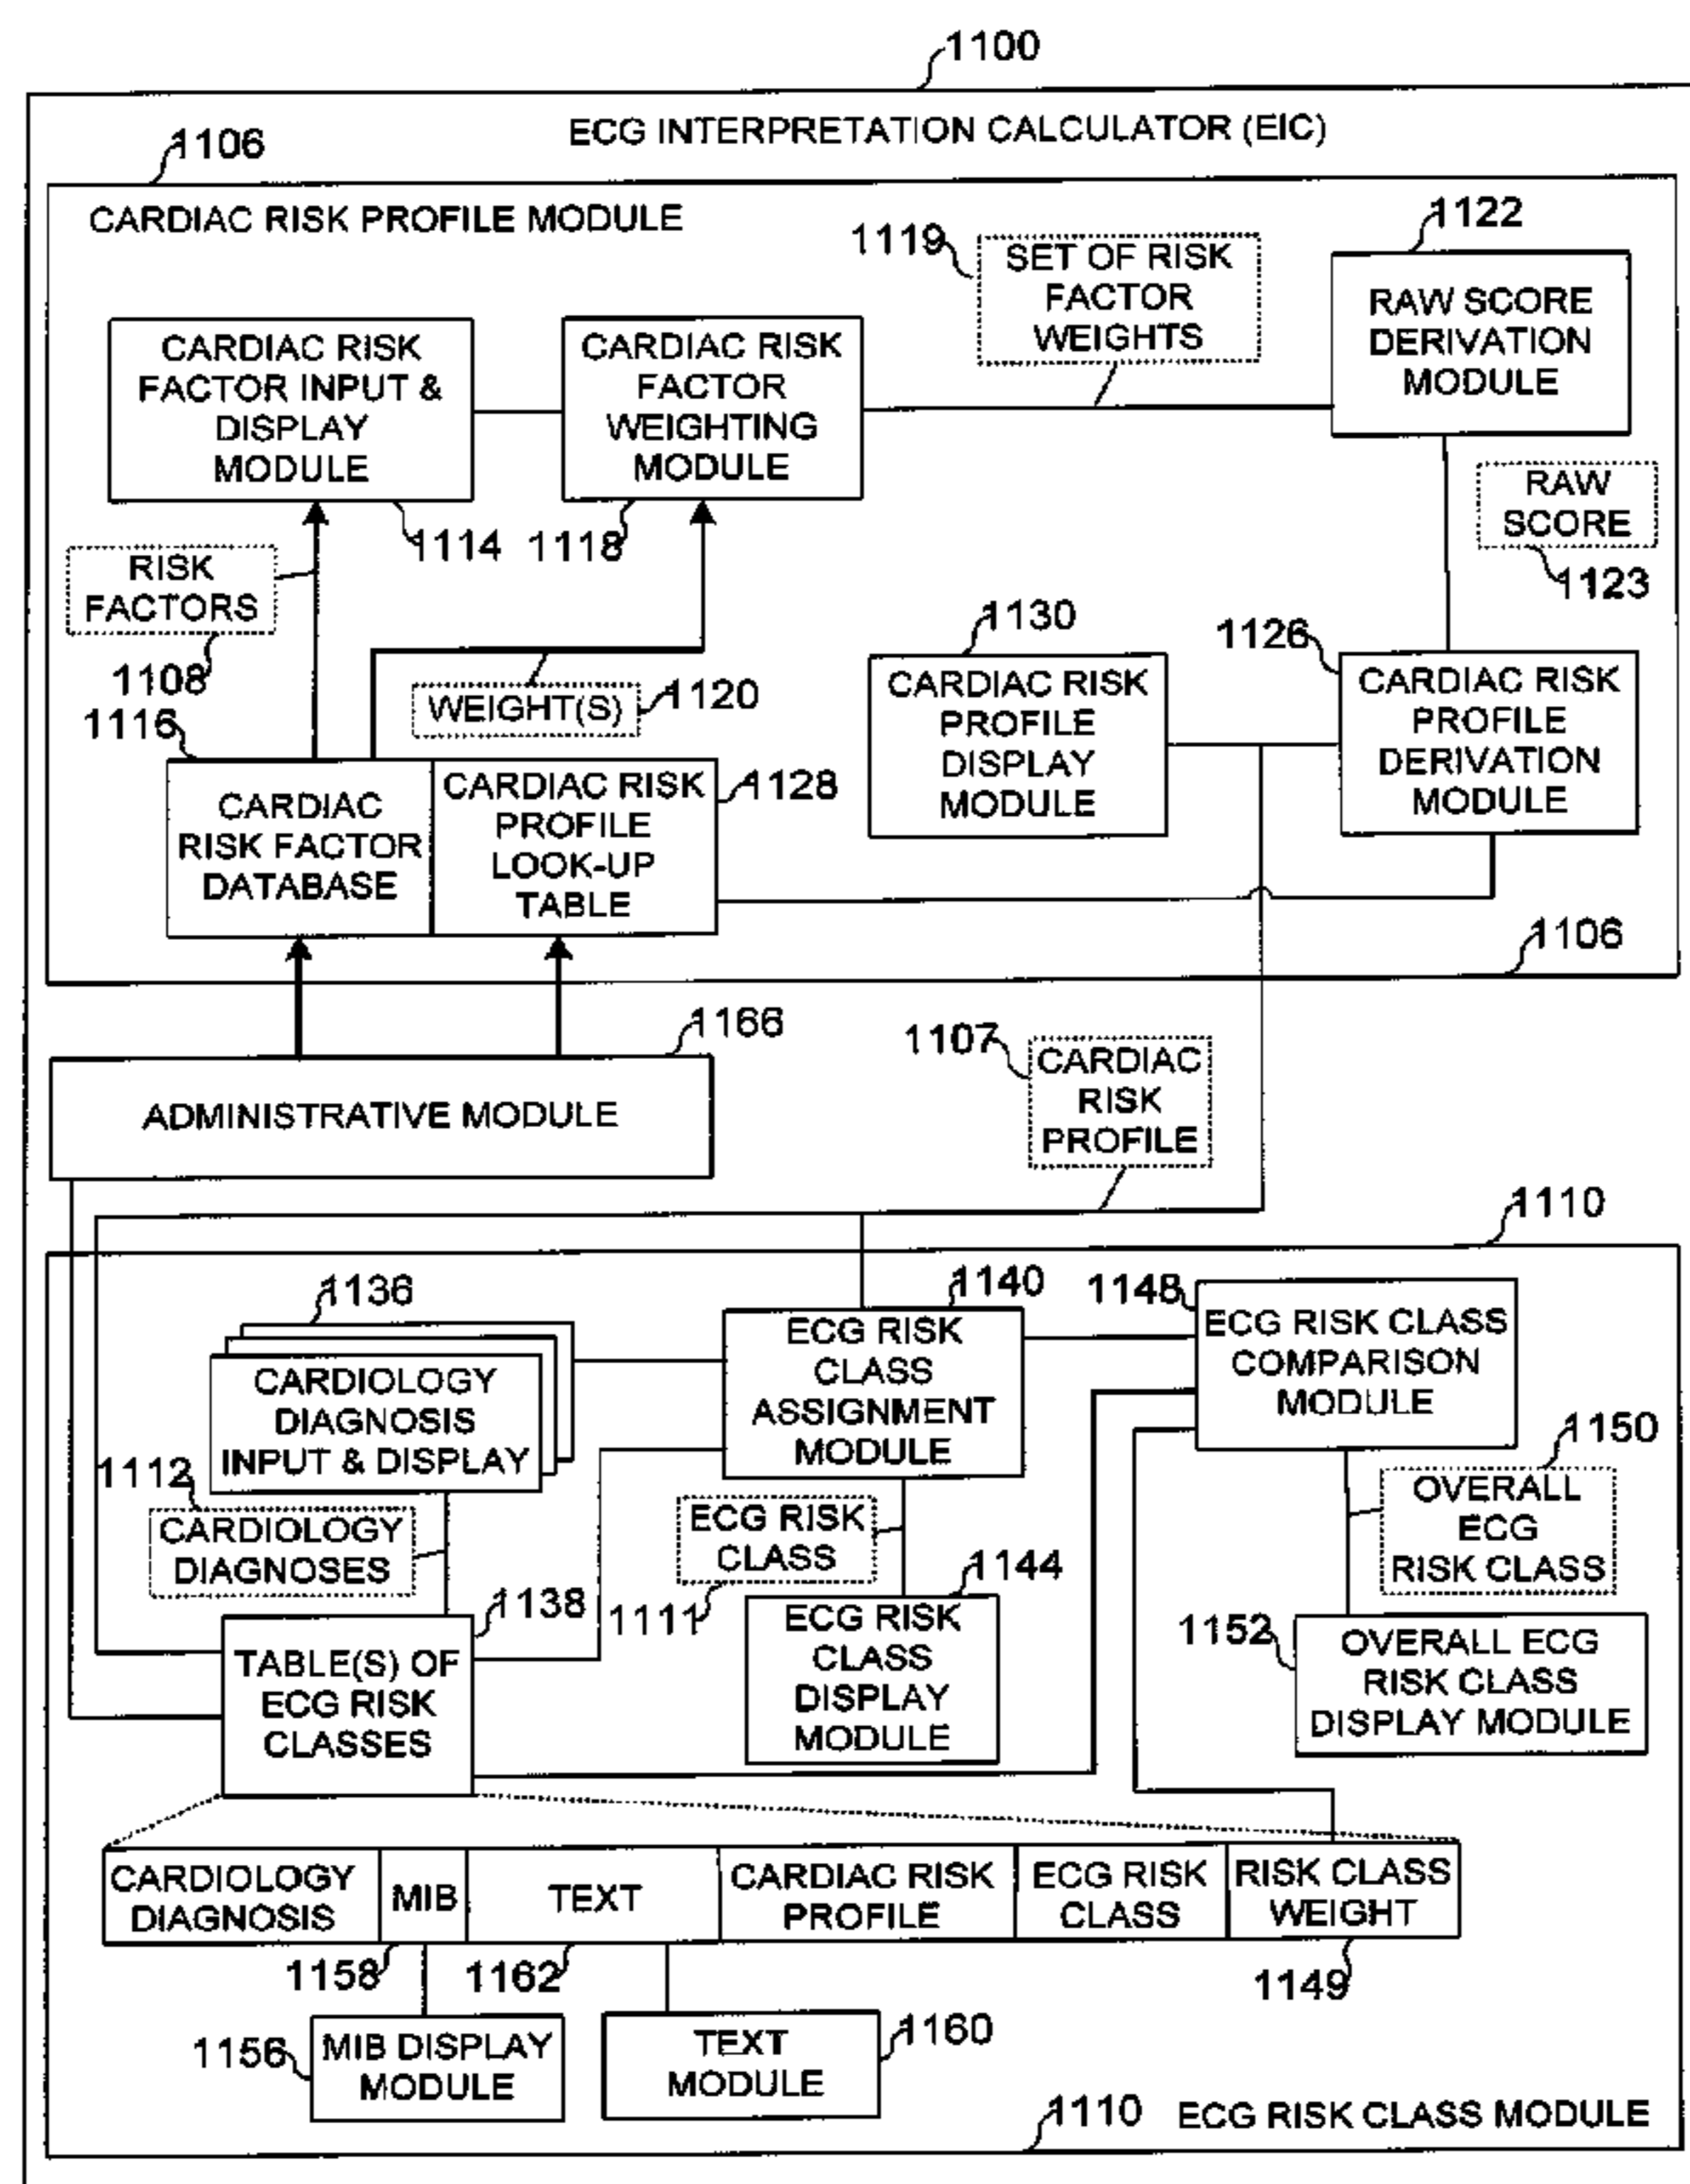 1100
ECG INTERPRETATION CALCULATOR (EIC)
1106
CARDIAC RISK PROFILE MODULE
1119
SET OF RISK
FACTOR
WEIGHTS
1122
RAW SCORE
DERIVATION
MODULE
CARDIAC RISK
FACTOR INPUT &
DISPLAY
MODULE
CARDIAC RISK
FACTOR
WEIGHTING
MODULE
1114
1118
RAW
SCORE
1123
RISK
FACTORS
1108
1130
1126
WEIGHT(S)
1120
1116
CARDIAC RISK
PROFILE
DISPLAY
MODULE
CARDIAC RISK
PROFILE
DERIVATION
MODULE
CARDIAC
RISK FACTOR
DATABASE
CARDIAC RISK
PROFILE
LOOK-UP
TABLE
1128
1106
1166
ADMINISTRATIVE MODULE
1107
CARDIAC
RISK
PROFILE
1110
1136
CARDIOLOGY
DIAGNOSIS
INPUT & DISPLAY
1140
ECG RISK
CLASS
ASSIGNMENT
MODULE
1148
ECG RISK CLASS
COMPARISON
MODULE
1150
OVERALL
ECG
RISK CLASS
1112
CARDIOLOGY
DIAGNOSES
ECG RISK
CLASS
1111
1144
ECG RISK
CLASS
DISPLAY
MODULE
1138
TABLE(S) OF
ECG RISK
CLASSES
1152
OVERALL ECG
RISK CLASS
DISPLAY MODULE
CARDIOLOGY
DIAGNOSIS
MIB
TEXT
CARDIAC RISK
PROFILE
ECG RISK
CLASS
RISK CLASS
WEIGHT
1158
1162
1149
1156
MIB DISPLAY
MODULE
TEXT
MODULE
1160
1110
ECG RISK CLASS MODULE